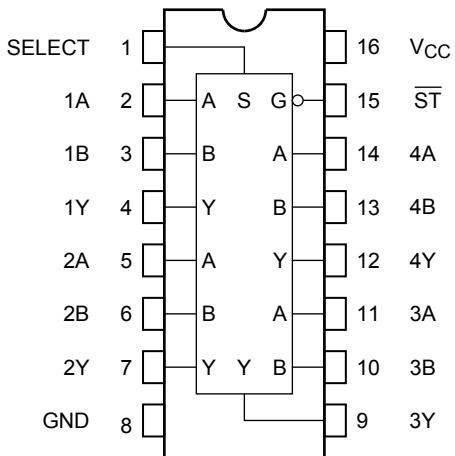 SELECT 1 16 VCC
1A 2 A S G 15 ST
1B 3 B A 14 4A
1Y 4 Y B 13 4B
2A 5 A Y 12 4Y
2B 6 B A 11 3A
2Y 7 Y Y B 10 3B
GND 8 9 3Y